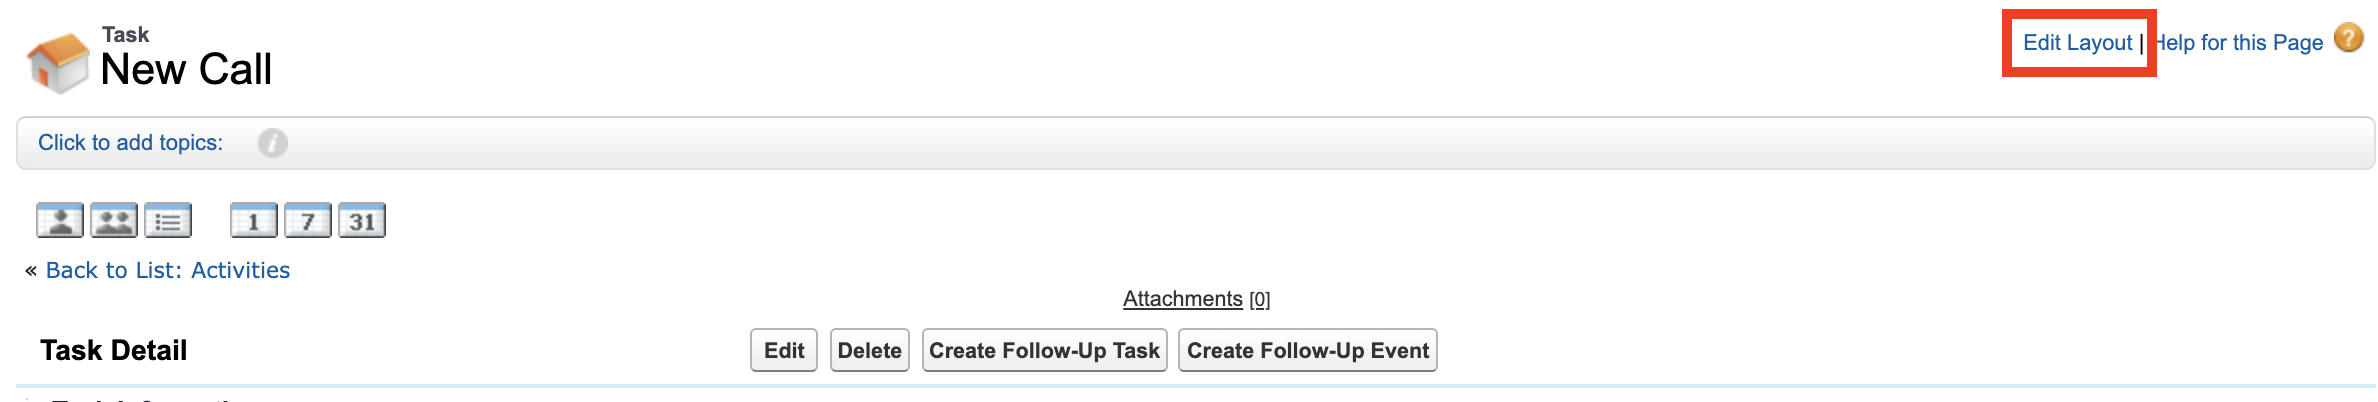 Task
New Call
Edit Layout | Help for this Page ?
Click to add topics: i
1 7 31
« Back to List: Activities
Attachments [0]
Task Detail
Edit Delete Create Follow-Up Task Create Follow-Up Event